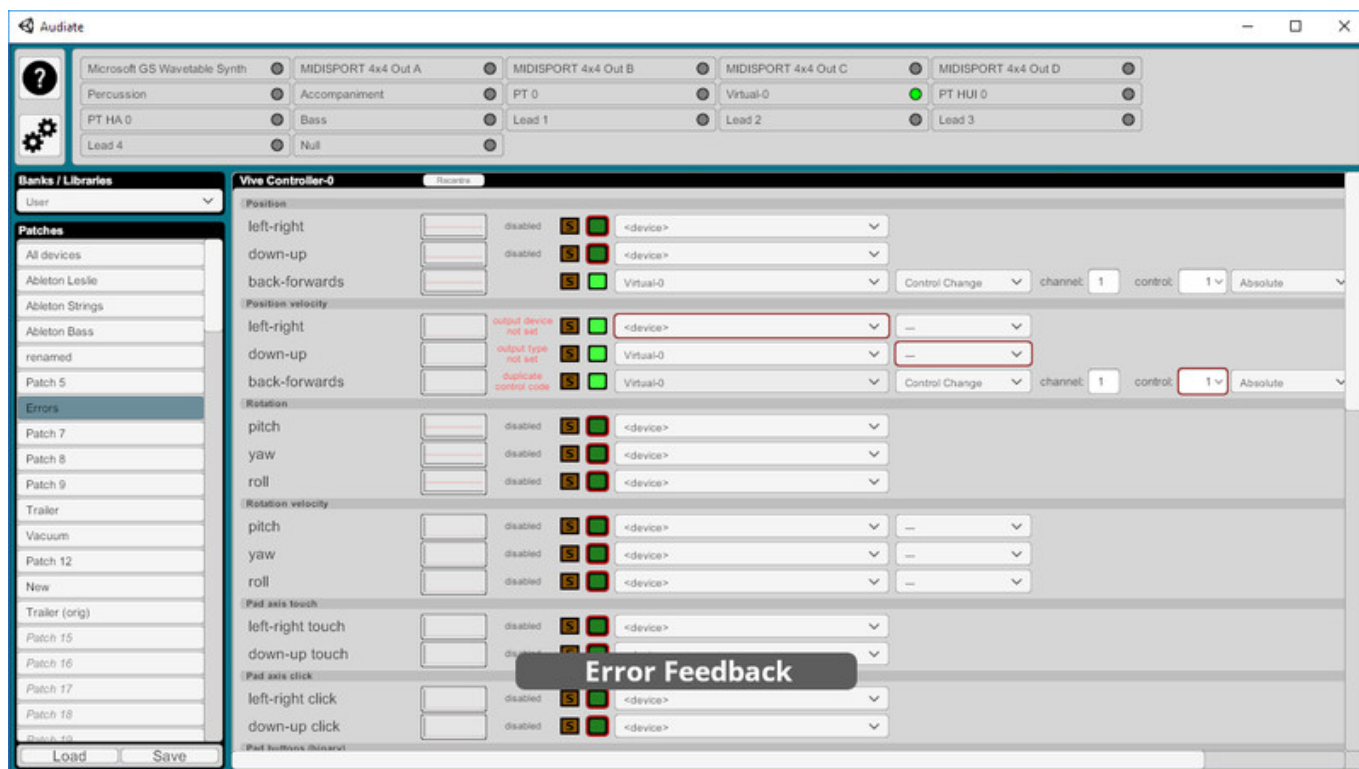 Audiate
?
Microsoft GS Wavetable Synth MIDISPORT 4x4 Out A MIDISPORT 4x4 Out B MIDISPORT 4x4 Out C MIDISPORT 4x4 Out D
Percussion Accompaniment PT 0 Virtual-0 PT HUI 0
PT HA 0 Bass Lead 1 Lead 2 Lead 3
Lead 4 Null
Banks / Libraries
User
Patches
All devices
Ableton Leslie
Ableton Strings
Ableton Bass
renamed
Patch 5
Errors
Patch 7
Patch 8
Patch 9
Trailer
Vacuum
Patch 12
New
Trailer (orig)
Patch 15
Patch 16
Patch 17
Patch 18
Patch 19
Load Save
Vive Controller-0 Recentre
Position
left-right disabled S <device>
down-up disabled S <device>
back-forwards S Virtual-0 Control Change channel: 1 control: 1 Absolute
Position velocity
left-right output device not set S <device> ---
down-up output type not set S Virtual-0 ---
back-forwards duplicate control code S Virtual-0 Control Change channel: 1 control: 1 Absolute
Rotation
pitch disabled S <device>
yaw disabled S <device>
roll disabled S <device>
Rotation velocity
pitch disabled S <device> ---
yaw disabled S <device> ---
roll disabled S <device> ---
Pad axis touch
left-right touch disabled S <device>
down-up touch
Error Feedback
Pad axis click
left-right click disabled S <device>
down-up click disabled S <device>
Pad buttons (binary)